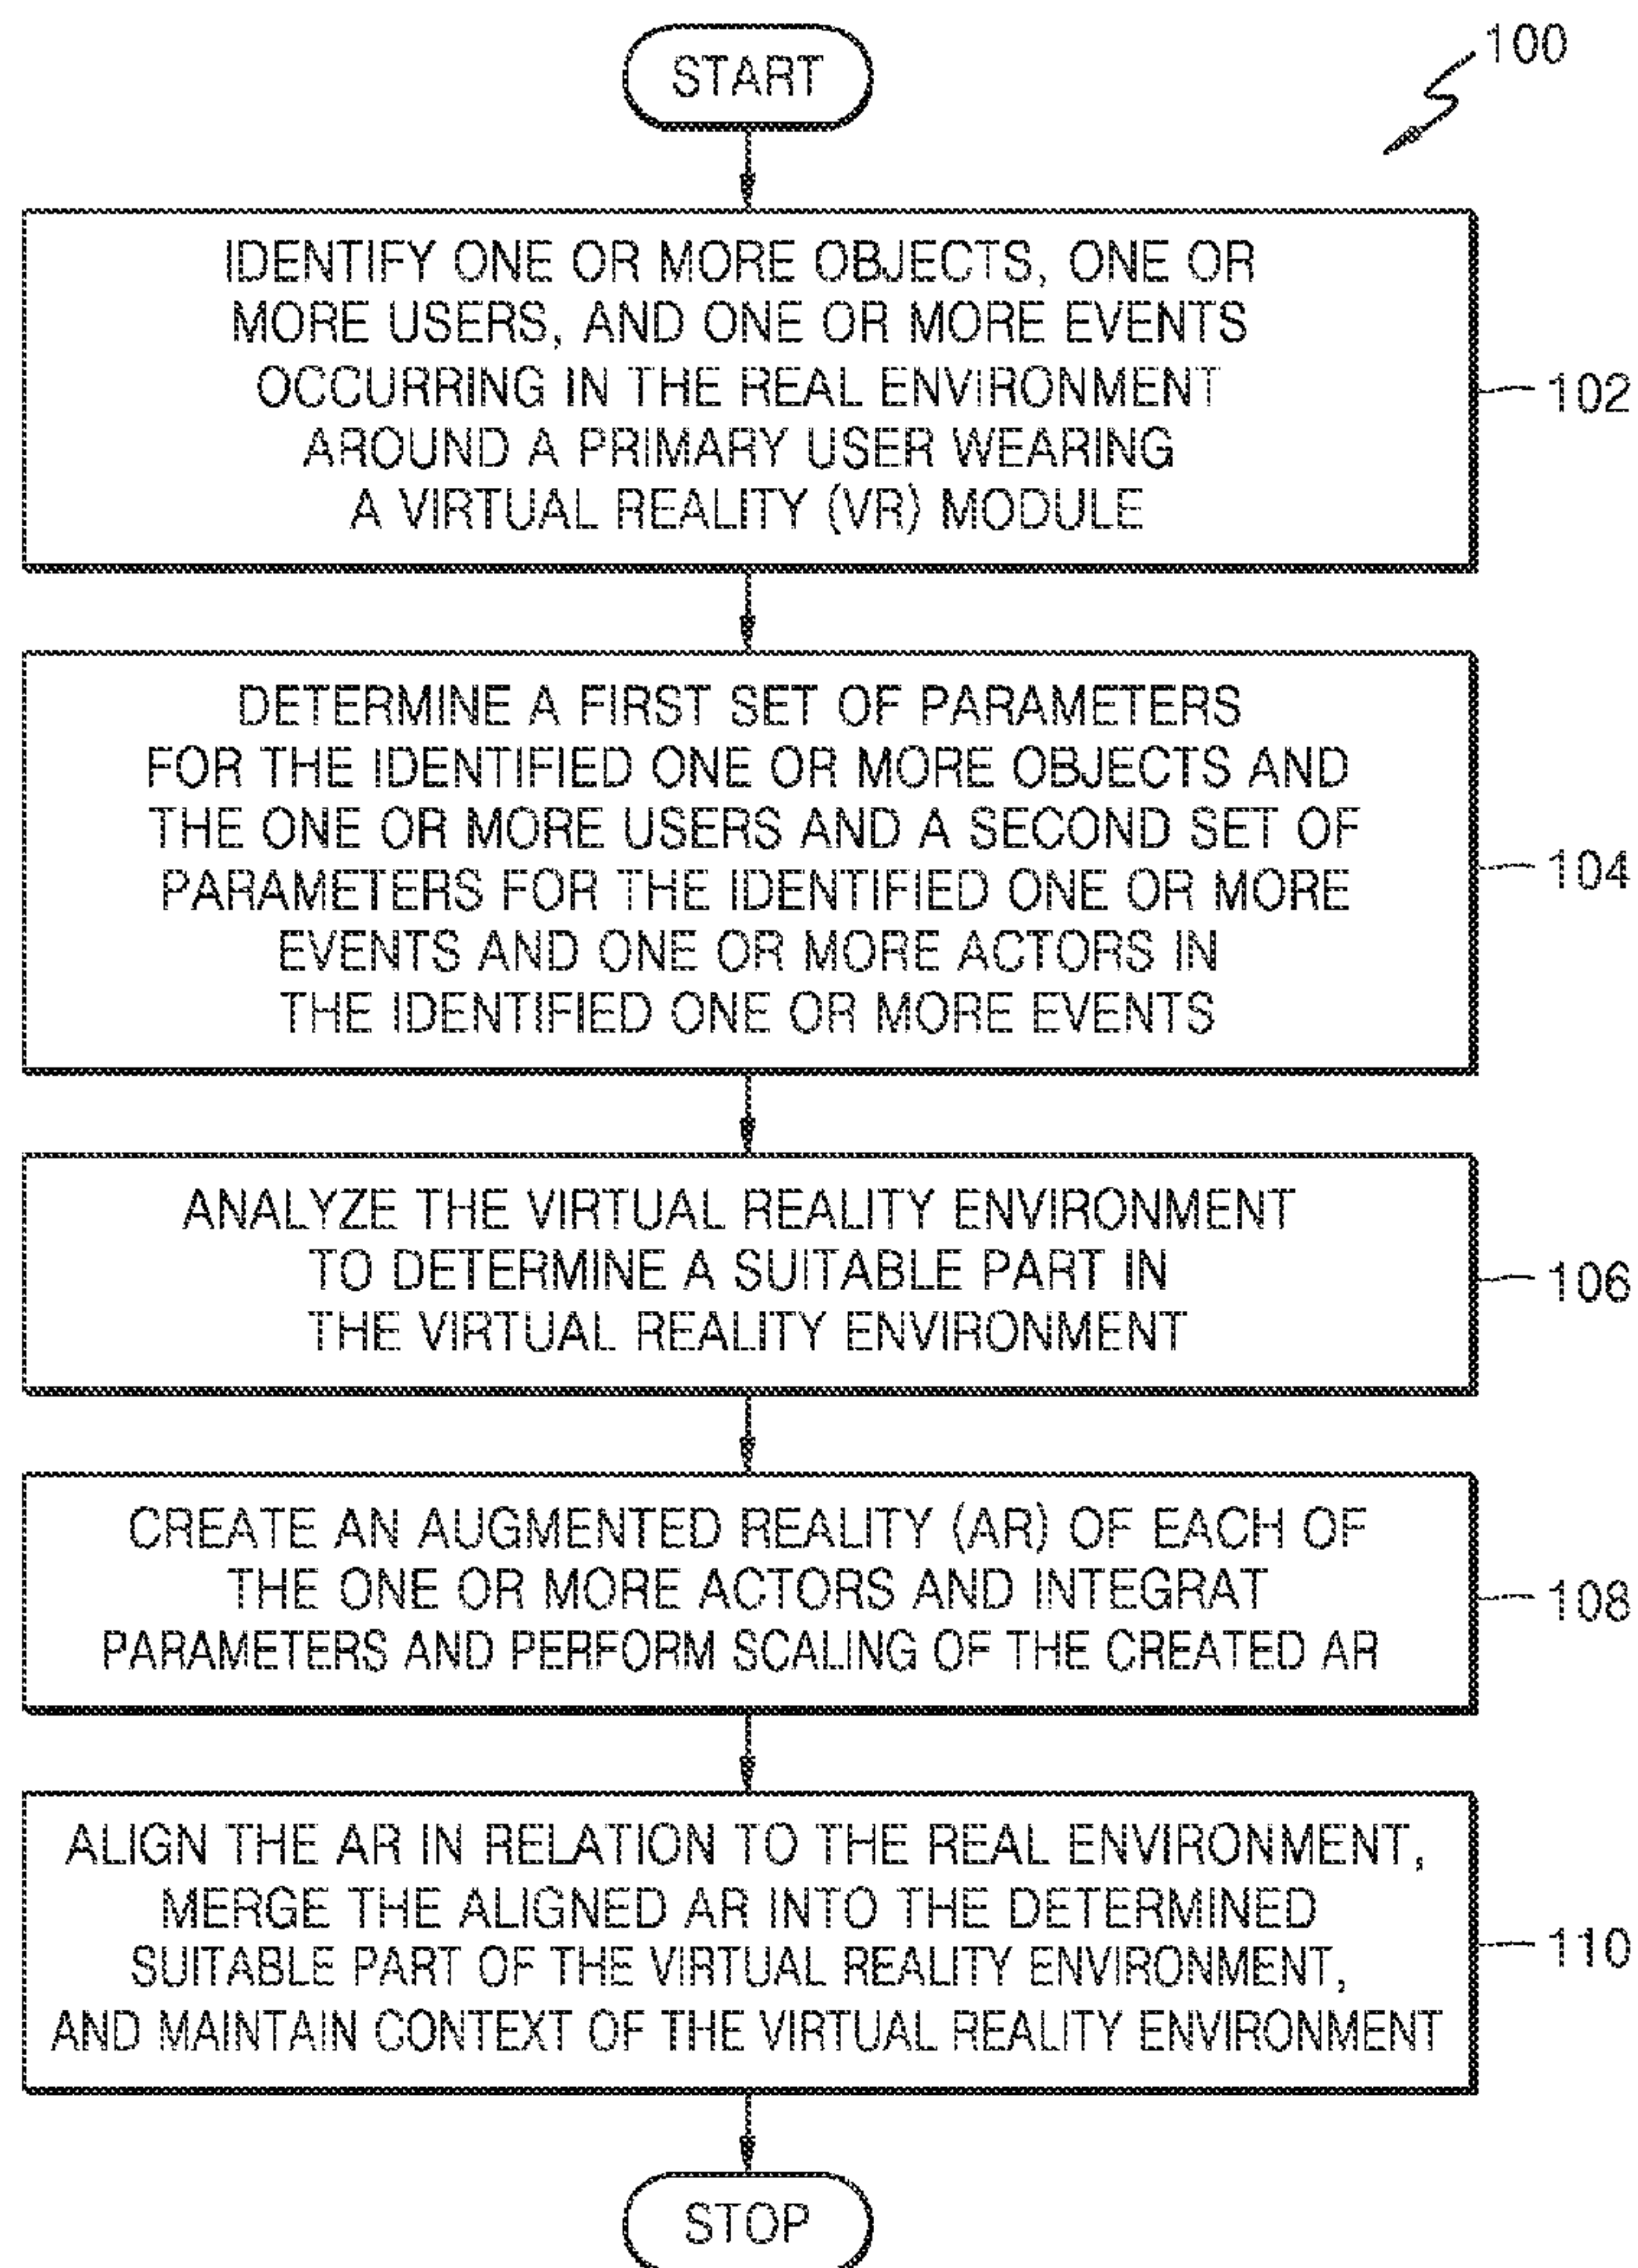 START
100
IDENTIFY ONE OR MORE OBJECTS, ONE OR
MORE USERS, AND ONE OR MORE EVENTS
OCCURRING IN THE REAL ENVIRONMENT
AROUND A PRIMARY USER WEARING
A VIRTUAL REALITY (VR) MODULE
102
DETERMINE A FIRST SET OF PARAMETERS
FOR THE IDENTIFIED ONE OR MORE OBJECTS AND
THE ONE OR MORE USERS AND A SECOND SET OF
PARAMETERS FOR THE IDENTIFIED ONE OR MORE
EVENTS AND ONE OR MORE ACTORS IN
THE IDENTIFIED ONE OR MORE EVENTS
104
ANALYZE THE VIRTUAL REALITY ENVIRONMENT
TO DETERMINE A SUITABLE PART IN
THE VIRTUAL REALITY ENVIRONMENT
106
CREATE AN AUGMENTED REALITY (AR) OF EACH OF
THE ONE OR MORE ACTORS AND INTEGRAT
PARAMETERS AND PERFORM SCALING OF THE CREATED AR
108
ALIGN THE AR IN RELATION TO THE REAL ENVIRONMENT,
MERGE THE ALIGNED AR INTO THE DETERMINED
SUITABLE PART OF THE VIRTUAL REALITY ENVIRONMENT,
AND MAINTAIN CONTEXT OF THE VIRTUAL REALITY ENVIRONMENT
110
STOP